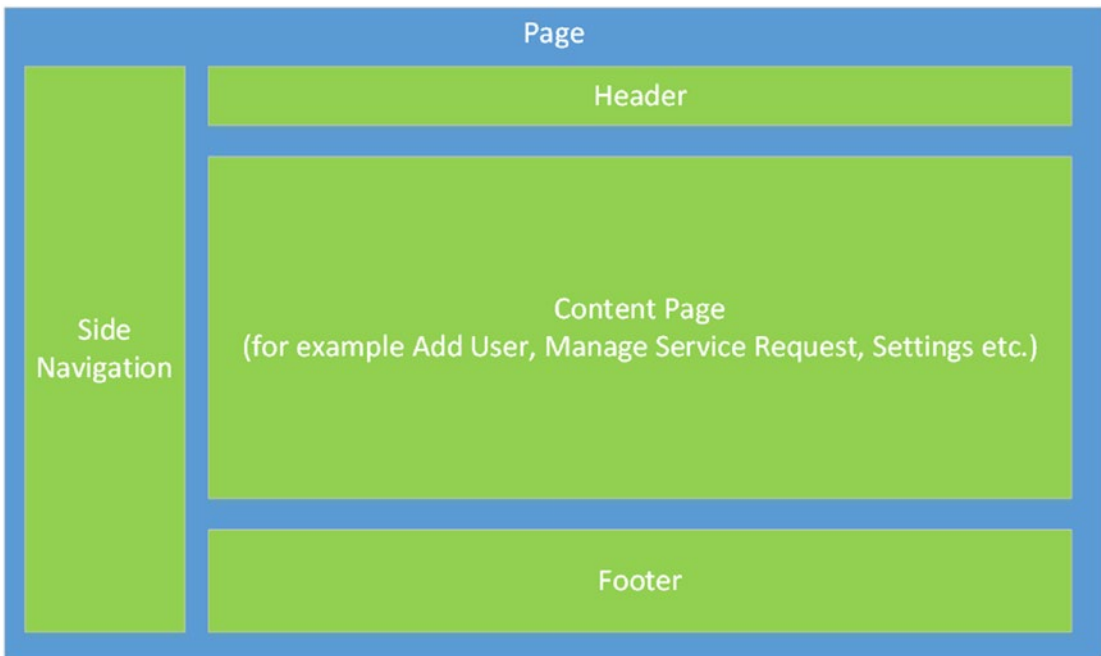 Page
Header
Side
Navigation
Content Page
(for example Add User, Manage Service Request, Settings etc.)
Footer